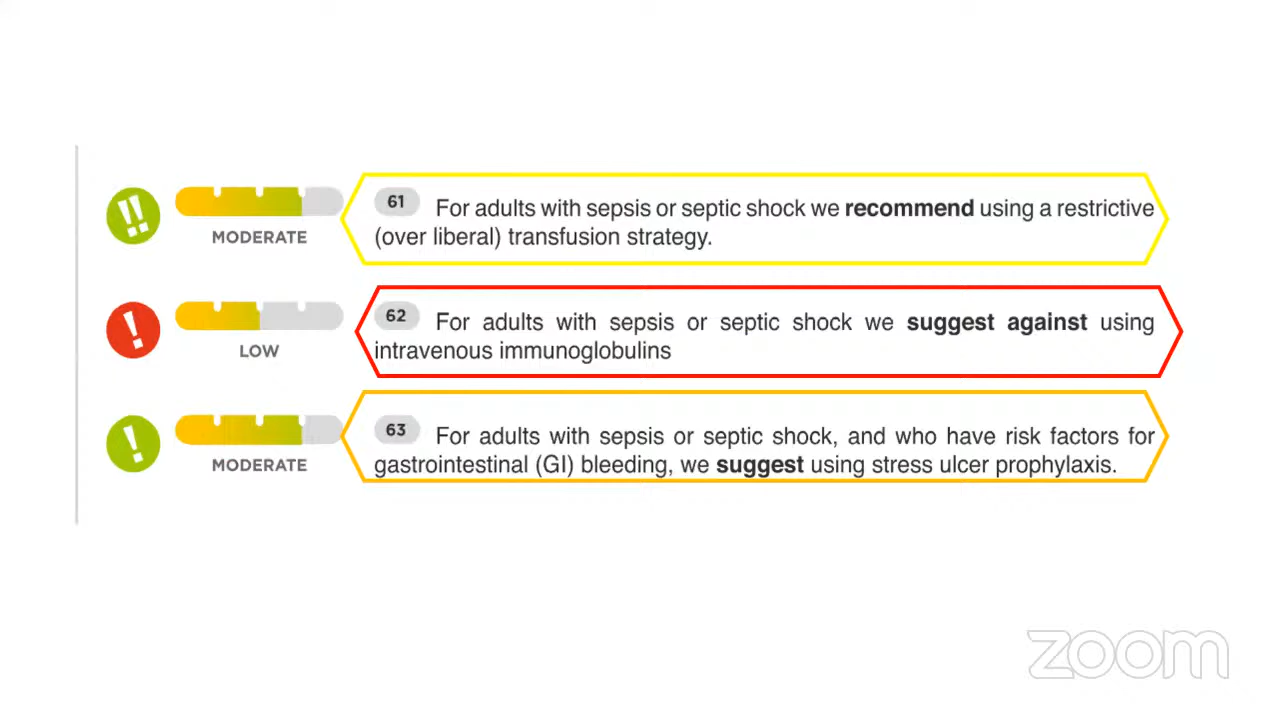 !! MODERATE 61 For adults with sepsis or septic shock we recommend using a restrictive
(over liberal) transfusion strategy.
! LOW 62 For adults with sepsis or septic shock we suggest against using
intravenous immunoglobulins
! MODERATE 63 For adults with sepsis or septic shock, and who have risk factors for
gastrointestinal (GI) bleeding, we suggest using stress ulcer prophylaxis.
zoom